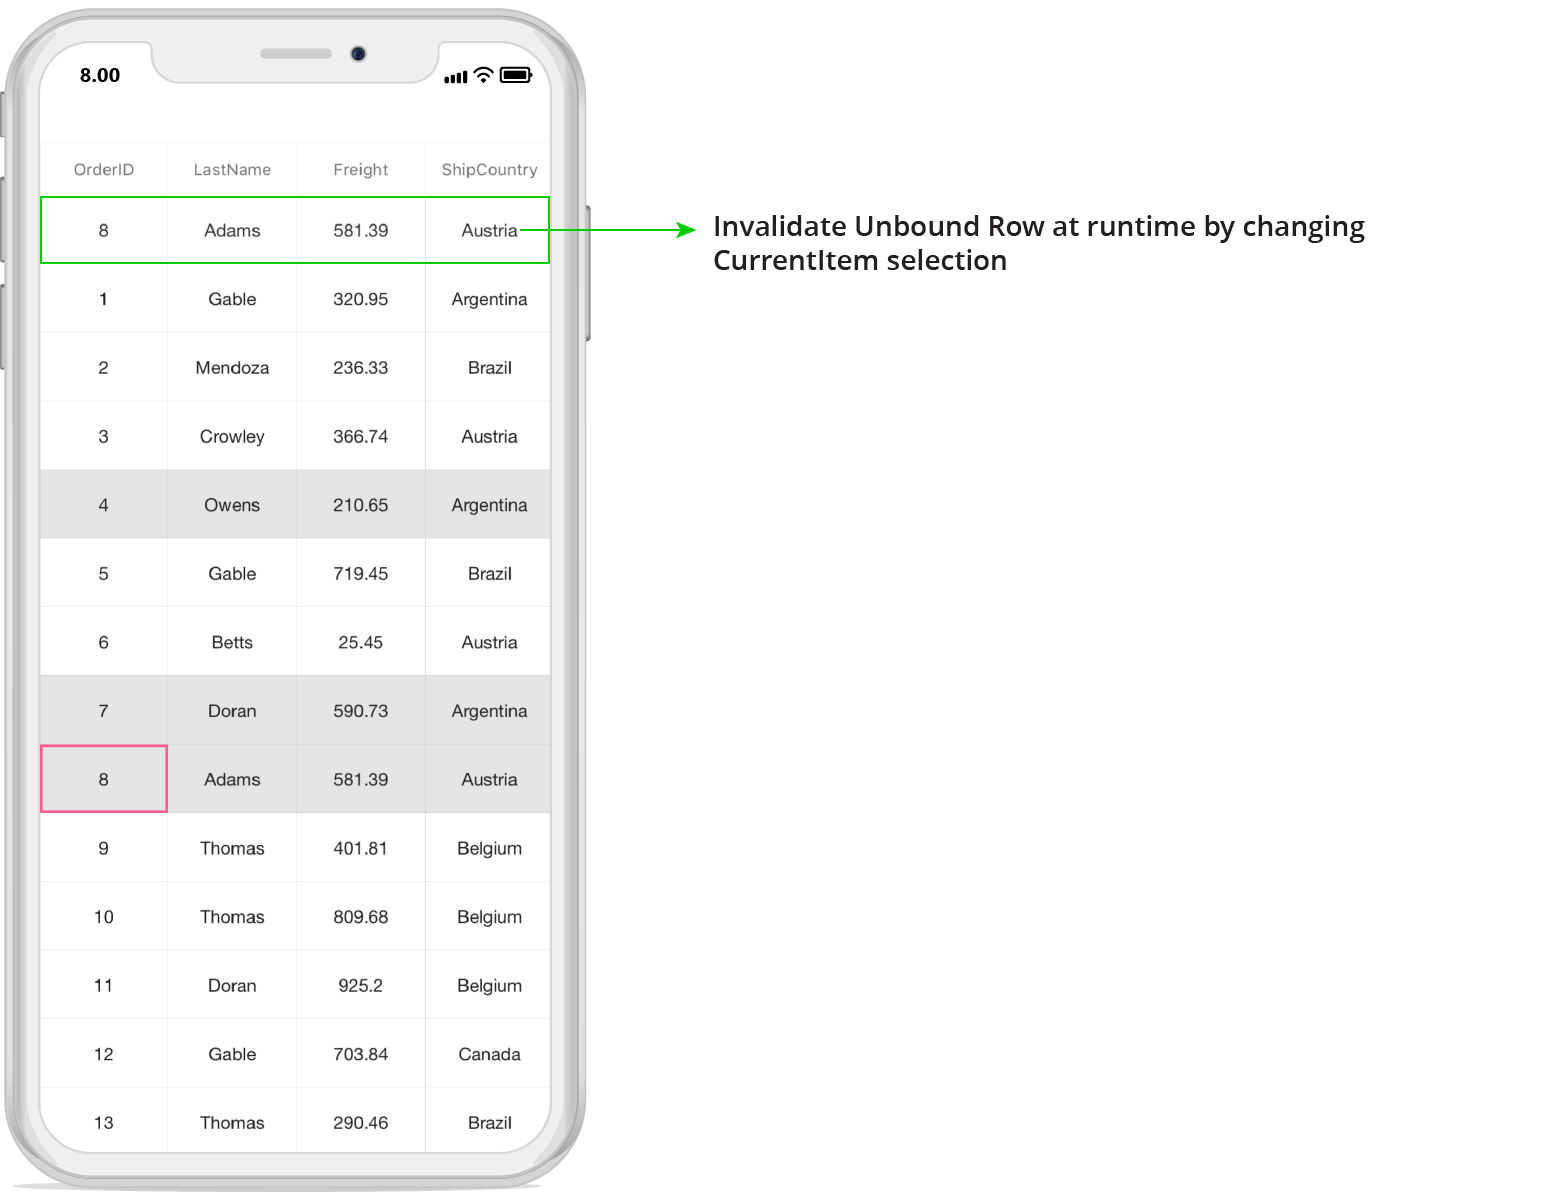 8.00
OrderID LastName Freight ShipCountry
8 Adams 581.39 Austria
Invalidate Unbound Row at runtime by changing
CurrentItem selection
1 Gable 320.95 Argentina
2 Mendoza 236.33 Brazil
3 Crowley 366.74 Austria
4 Owens 210.65 Argentina
5 Gable 719.45 Brazil
6 Betts 25.45 Austria
7 Doran 590.73 Argentina
8 Adams 581.39 Austria
9 Thomas 401.81 Belgium
10 Thomas 809.68 Belgium
11 Doran 925.2 Belgium
12 Gable 703.84 Canada
13 Thomas 290.46 Brazil